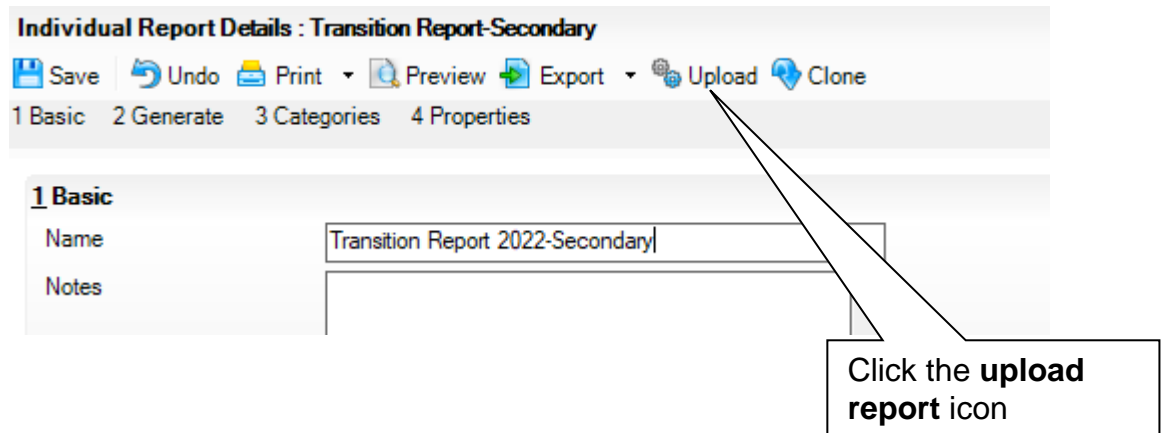 Individual Report Details : Transition Report-Secondary
Save Undo Print Preview Export Upload Clone
1 Basic 2 Generate 3 Categories 4 Properties
1 Basic
Name Transition Report 2022-Secondary
Notes
Click the upload
report icon